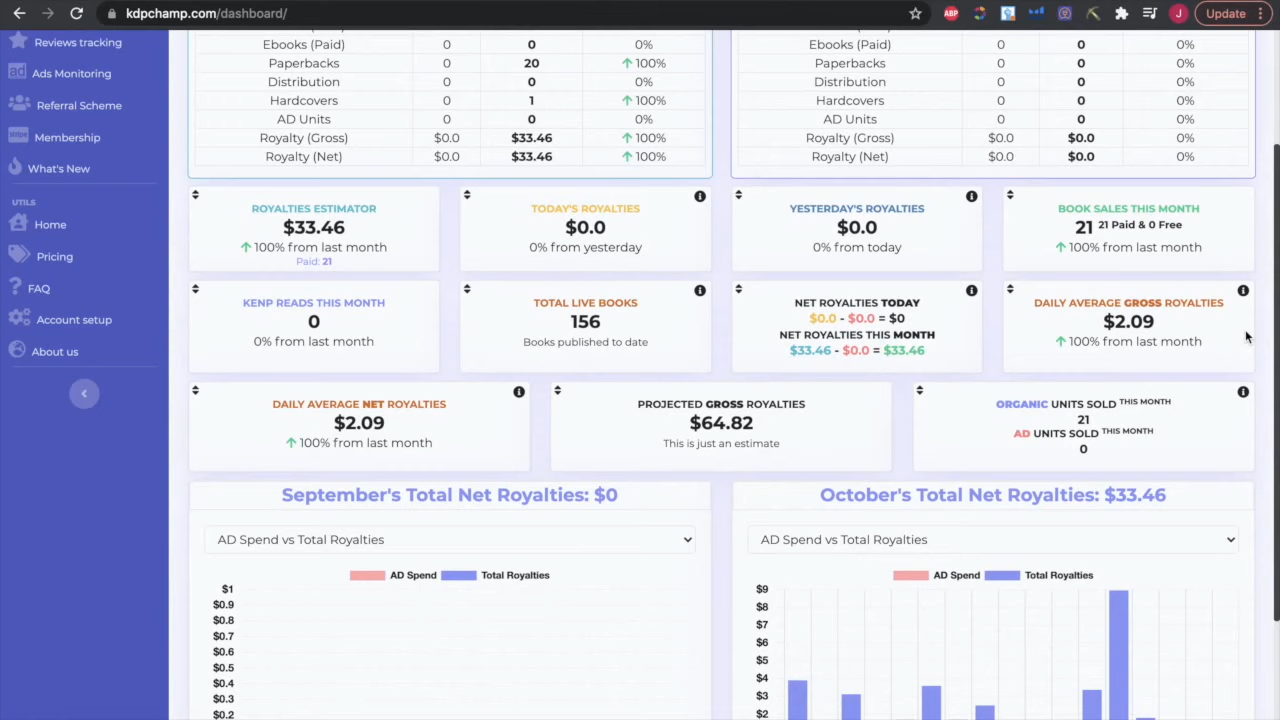 kdpchamp.com/dashboard/
ABP
J
Update
Reviews tracking
Ads Monitoring
Referral Scheme
Membership
What's New
UTILS
Home
Pricing
FAQ
Account setup
About us
Ebooks (Paid) 0 0 0%
Paperbacks 0 20 100%
Distribution 0 0 0%
Hardcovers 0 1 100%
AD Units 0 0 0%
Royalty (Gross) $0.0 $33.46 100%
Royalty (Net) $0.0 $33.46 100%
Ebooks (Paid) 0 0 0%
Paperbacks 0 0 0%
Distribution 0 0 0%
Hardcovers 0 0 0%
AD Units 0 0 0%
Royalty (Gross) $0.0 $0.0 0%
Royalty (Net) $0.0 $0.0 0%
ROYALTIES ESTIMATOR
$33.46
100% from last month
Paid: 21
TODAY'S ROYALTIES
$0.0
0% from yesterday
YESTERDAY'S ROYALTIES
$0.0
0% from today
BOOK SALES THIS MONTH
21 21 Paid & 0 Free
100% from last month
KENP READS THIS MONTH
0
0% from last month
TOTAL LIVE BOOKS
156
Books published to date
NET ROYALTIES TODAY
$0.0 - $0.0 = $0
NET ROYALTIES THIS MONTH
$33.46 - $0.0 = $33.46
DAILY AVERAGE GROSS ROYALTIES
$2.09
100% from last month
DAILY AVERAGE NET ROYALTIES
$2.09
100% from last month
PROJECTED GROSS ROYALTIES
$64.82
This is just an estimate
ORGANIC UNITS SOLD THIS MONTH
21
AD UNITS SOLD THIS MONTH
0
September's Total Net Royalties: $0
AD Spend vs Total Royalties
AD Spend Total Royalties
$1
$0.9
$0.8
$0.7
$0.6
$0.5
$0.4
$0.3
$0.2
October's Total Net Royalties: $33.46
AD Spend vs Total Royalties
AD Spend Total Royalties
$9
$8
$7
$6
$5
$4
$3
$2